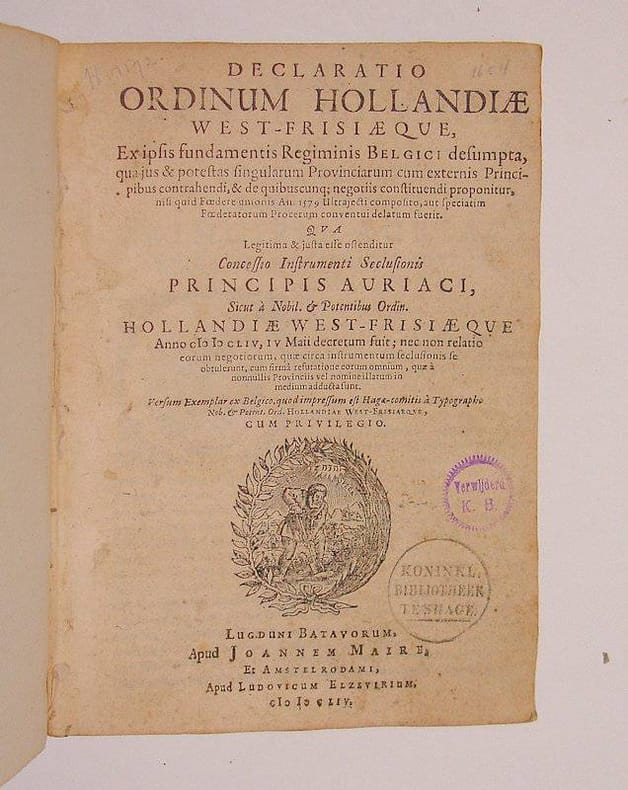 1654
DECLARATIO
ORDINUM HOLLANDIÆ
WEST-FRISIÆQUE,
Ex ipsis fundamentis Regiminis BELGICI desumpta,
qua jus & potestas singularum Provinciarum cum externis Princi-
pibus contrahendi, & de quibuscunq; negotiis constituendi proponitur,
nisi quid Fœdere unionis An. 1579 Ultrajecti composito, aut speciatim
Fœderatorum Procerum conventui delatum fuerit.
QVA
Legitima & justa esse ostenditur
Concessio Instrumenti Seclusionis
PRINCIPIS AURIACI,
Sicut à Nobil. & Potentibus Ordin.
HOLLANDIÆ WEST-FRISIÆQUE
Anno cIɔ Iɔ CLIV, IV Maii decretum fuit; nec non relatio
eorum negotiorum, quæ circa instrumentum seclusionis se
obtulerunt, cum firmâ refutatione eorum omnium, quæ à
nonnullis Provinciis vel nomine illarum in
medium adducta sunt.
Versum Exemplar ex Belgico, quod impressum est Hagæ-comitis à Typographo
Nob. & Potent. Ord. HOLLANDIAE WEST-FRISIAEQVE,
CUM PRIVILEGIO.
Verwijderd
K. B.
KONINKL.
BIBLIOTHEEK
TE SHAGE.
LUGDUNI BATAVORUM,
Apud JOANNEM MAIRE,
Et AMSTELRODAMI,
Apud LUDOVICUM ELZEVIRIUM,
cIɔ Iɔ CLIV.